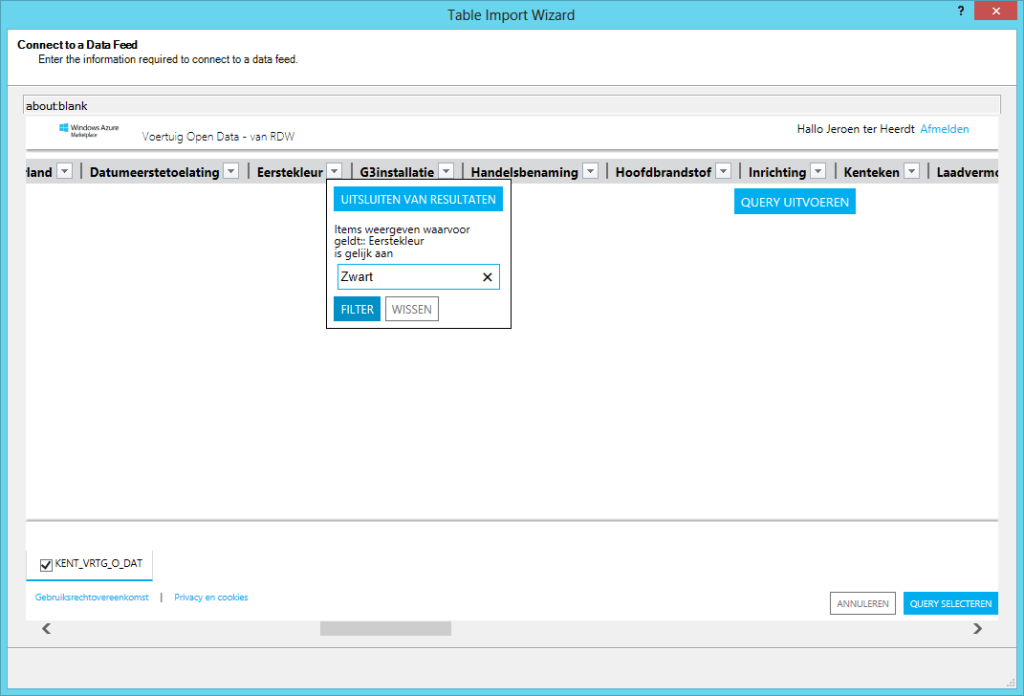 Table Import Wizard
?
Connect to a Data Feed
Enter the information required to connect to a data feed.
about:blank
Windows Azure
Marketplace
Voertuig Open Data - van RDW
Hallo Jeroen ter Heerdt Afmelden
land | Datumeerstetoelating | Eerstekleur | G3installatie | Handelsbenaming | Hoofdbrandstof | Inrichting | Kenteken | Laadvermo
UITSLUITEN VAN RESULTATEN
QUERY UITVOEREN
Items weergeven waarvoor
geldt:: Eerstekleur
is gelijk aan
Zwart
FILTER WISSEN
KENT_VRTG_O_DAT
Gebruiksrechtovereenkomst | Privacy en cookies
ANNULEREN QUERY SELECTEREN